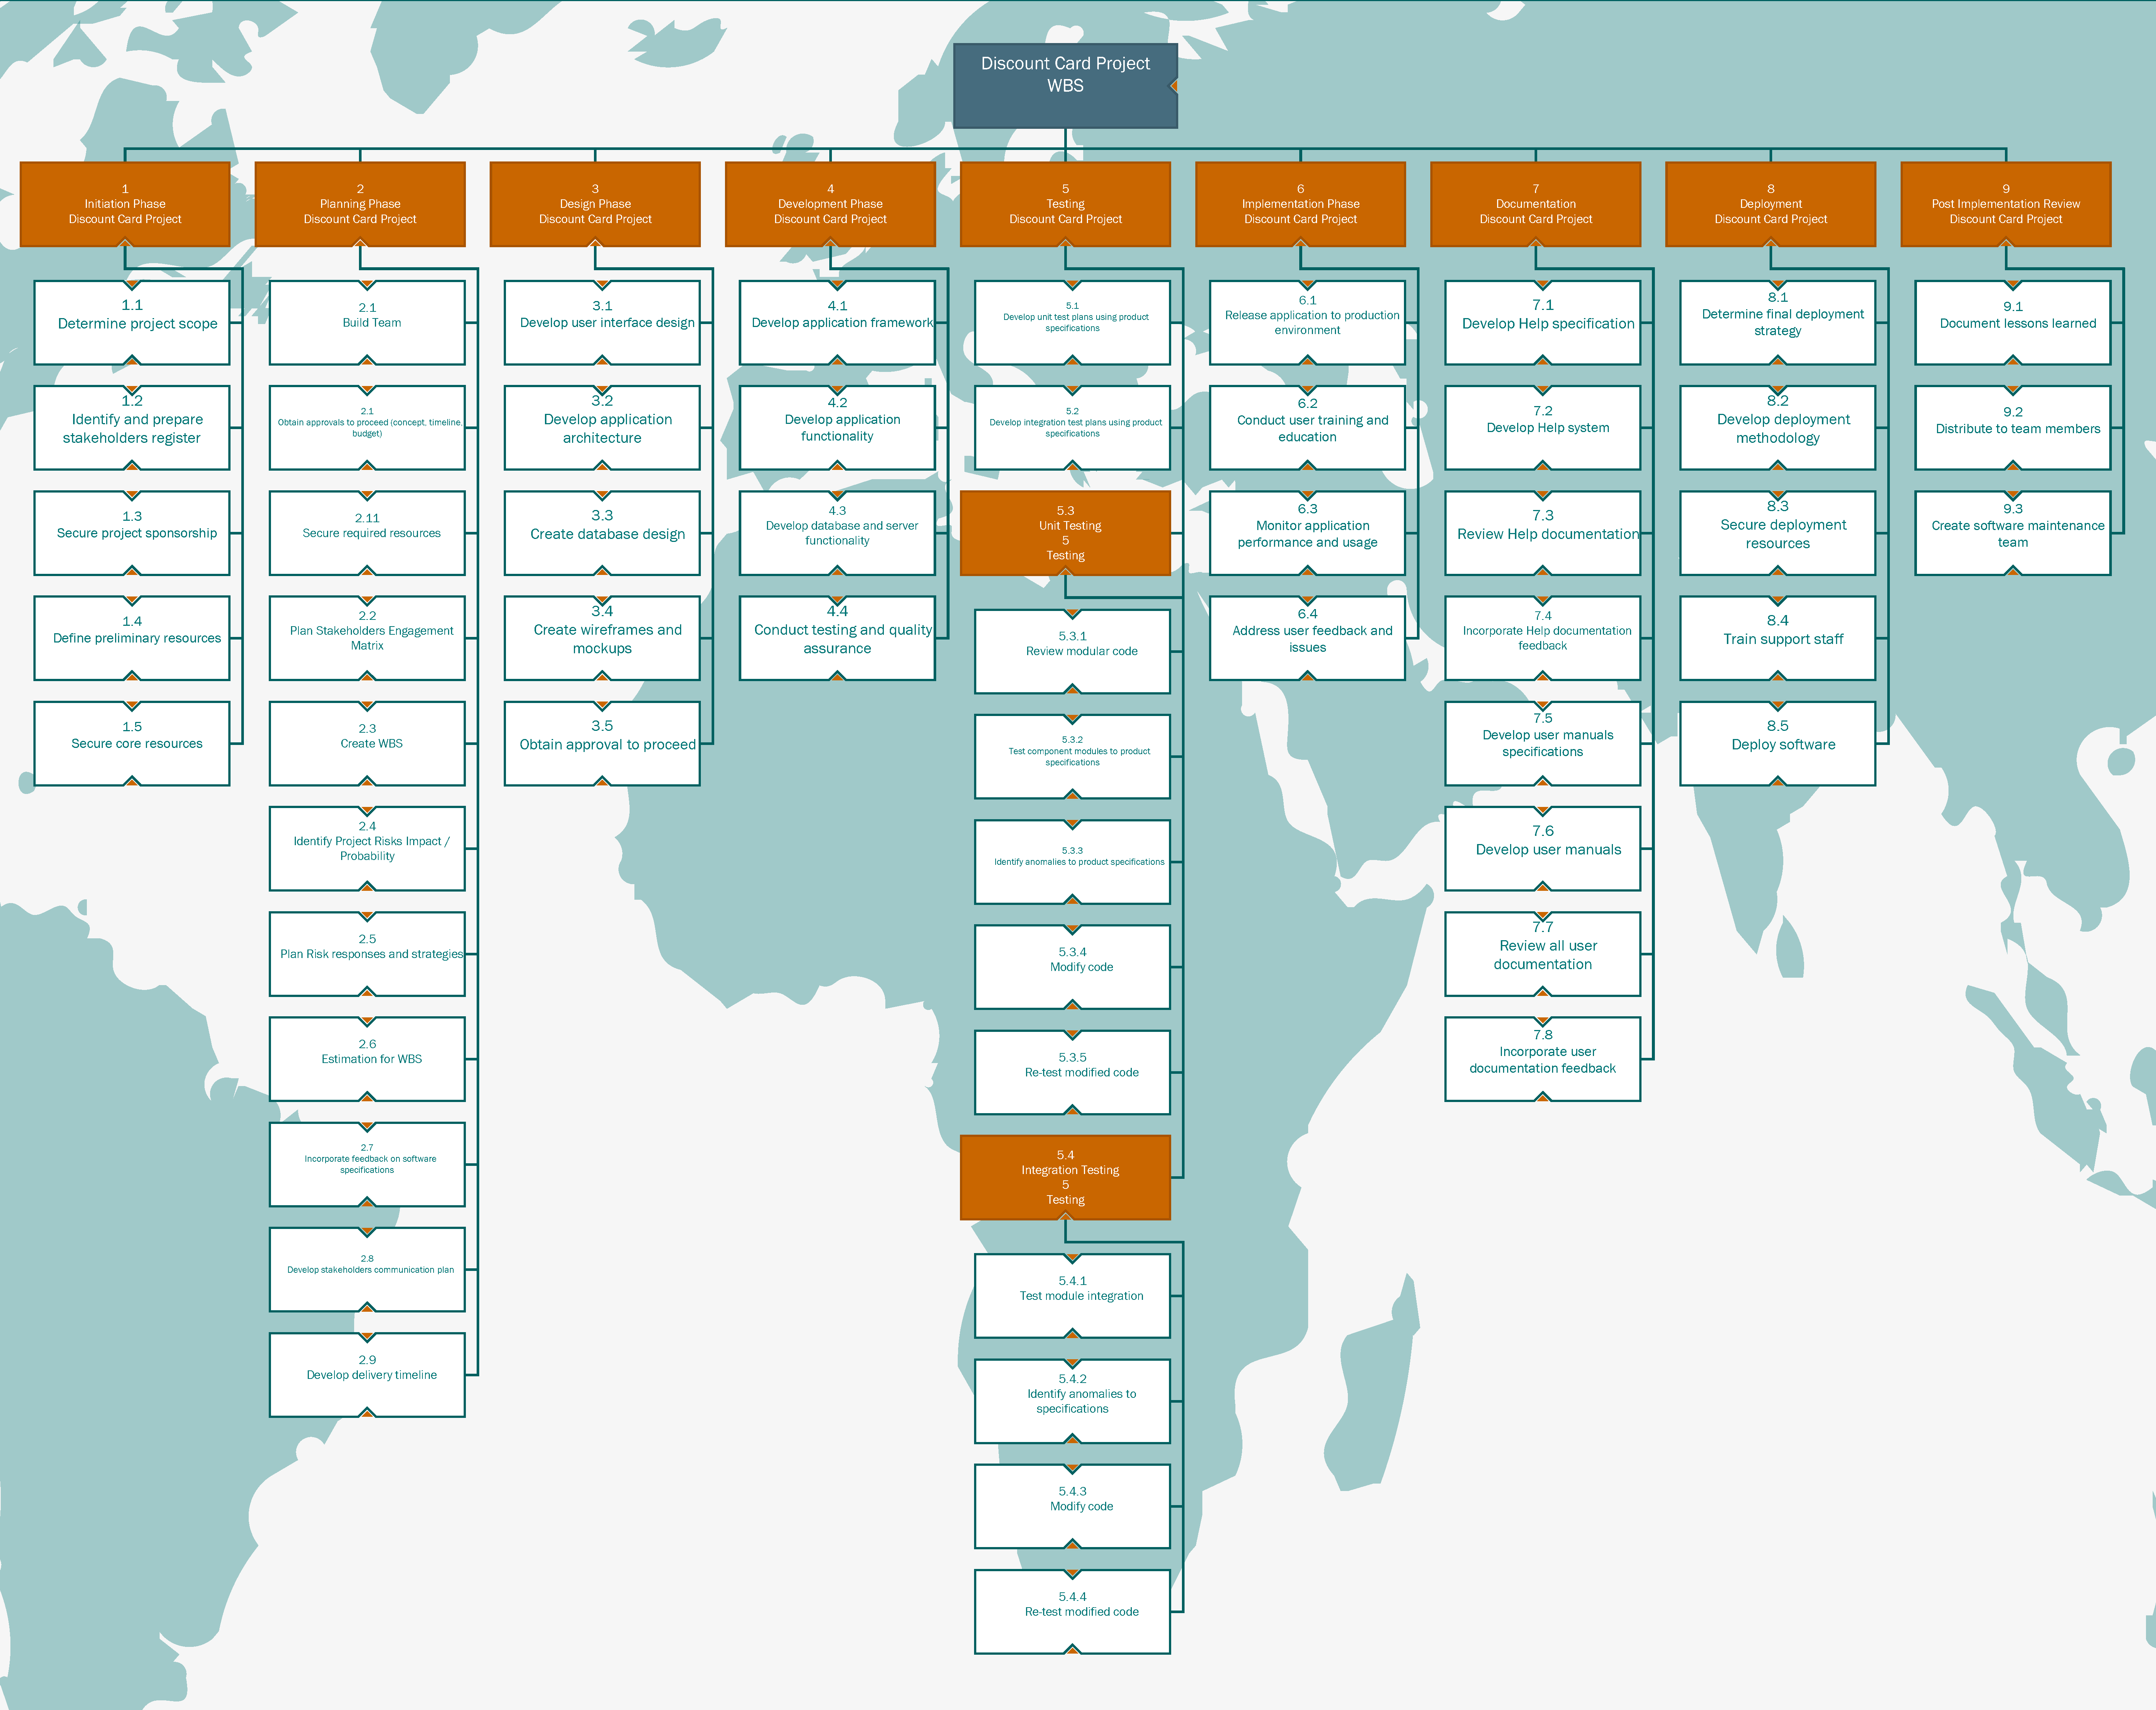 Discount Card Project
WBS
1
Initiation Phase
Discount Card Project
2
Planning Phase
Discount Card Project
3
Design Phase
Discount Card Project
4
Development Phase
Discount Card Project
5
Testing
Discount Card Project
6
Implementation Phase
Discount Card Project
7
Documentation
Discount Card Project
8
Deployment
Discount Card Project
9
Post Implementation Review
Discount Card Project
1.1
Determine project scope
1.2
Identify and prepare
stakeholders register
1.3
Secure project sponsorship
1.4
Define preliminary resources
1.5
Secure core resources
2.1
Build Team
2.1
Obtain approvals to proceed (concept, timeline,
budget)
2.11
Secure required resources
2.2
Plan Stakeholders Engagement
Matrix
2.3
Create WBS
2.4
Identify Project Risks Impact /
Probability
2.5
Plan Risk responses and strategies
2.6
Estimation for WBS
2.7
Incorporate feedback on software
specifications
2.8
Develop stakeholders communication plan
2.9
Develop delivery timeline
3.1
Develop user interface design
3.2
Develop application
architecture
3.3
Create database design
3.4
Create wireframes and
mockups
3.5
Obtain approval to proceed
4.1
Develop application framework
4.2
Develop application
functionality
4.3
Develop database and server
functionality
4.4
Conduct testing and quality
assurance
5.1
Develop unit test plans using product
specifications
5.2
Develop integration test plans using product
specifications
5.3
Unit Testing
5
Testing
5.3.1
Review modular code
5.3.2
Test component modules to product
specifications
5.3.3
Identify anomalies to product specifications
5.3.4
Modify code
5.3.5
Re-test modified code
5.4
Integration Testing
5
Testing
5.4.1
Test module integration
5.4.2
Identify anomalies to
specifications
5.4.3
Modify code
5.4.4
Re-test modified code
6.1
Release application to production
environment
6.2
Conduct user training and
education
6.3
Monitor application
performance and usage
6.4
Address user feedback and
issues
7.1
Develop Help specification
7.2
Develop Help system
7.3
Review Help documentation
7.4
Incorporate Help documentation
feedback
7.5
Develop user manuals
specifications
7.6
Develop user manuals
7.7
Review all user
documentation
7.8
Incorporate user
documentation feedback
8.1
Determine final deployment
strategy
8.2
Develop deployment
methodology
8.3
Secure deployment
resources
8.4
Train support staff
8.5
Deploy software
9.1
Document lessons learned
9.2
Distribute to team members
9.3
Create software maintenance
team